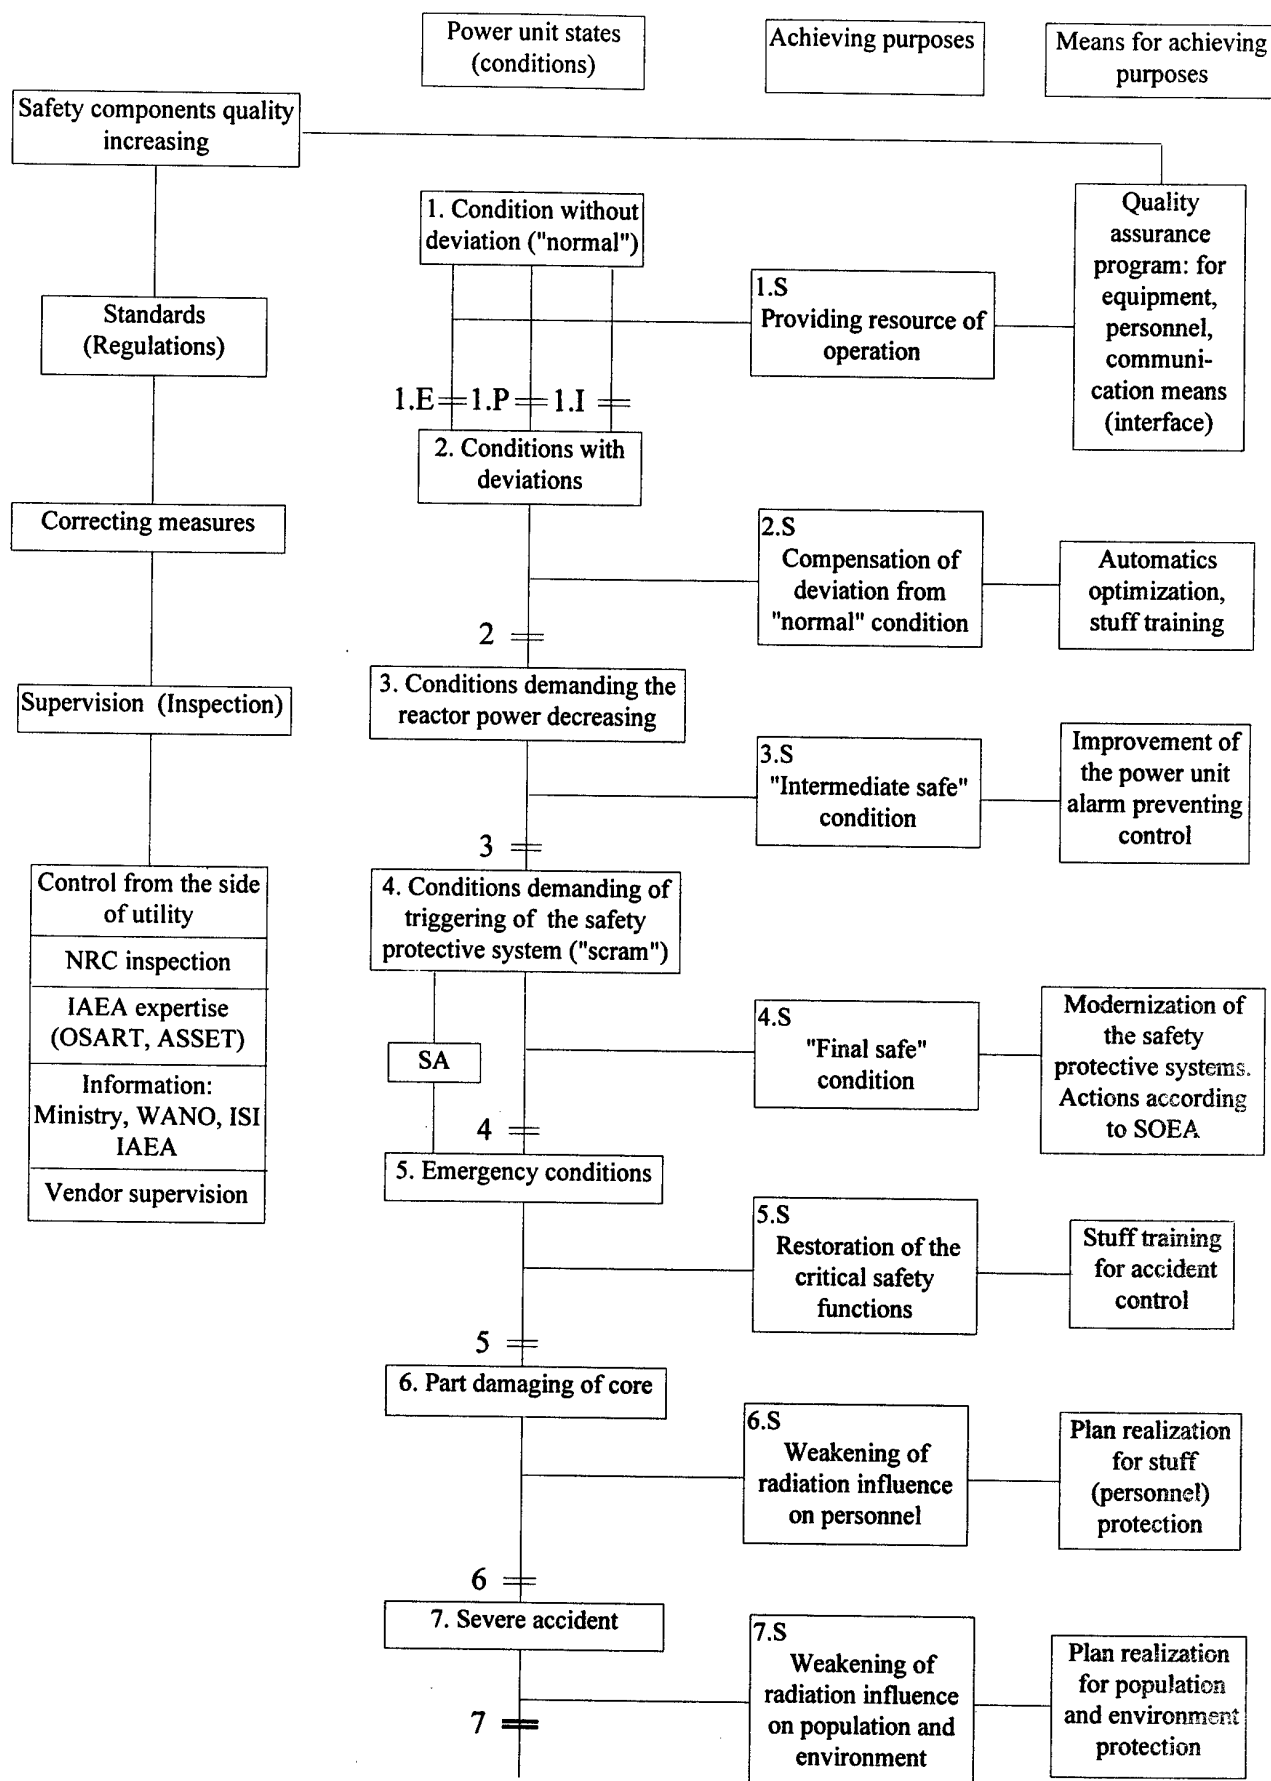 Power unit states
(conditions)
Achieving purposes
Means for achieving
purposes
Safety components quality
increasing
Standards
(Regulations)
Correcting measures
Supervision (Inspection)
Control from the side
of utility
NRC inspection
IAEA expertise
(OSART, ASSET)
Information:
Ministry, WANO, ISI
IAEA
Vendor supervision
1. Condition without
deviation ("normal")
1.E
1.P
1.I
1.S
Providing resource of
operation
Quality
assurance
program: for
equipment,
personnel,
communi-
cation means
(interface)
2. Conditions with
deviations
2.S
Compensation of
deviation from
"normal" condition
Automatics
optimization,
stuff training
2
3. Conditions demanding the
reactor power decreasing
3.S
"Intermediate safe"
condition
Improvement of
the power unit
alarm preventing
control
3
4. Conditions demanding of
triggering of the safety
protective system ("scram")
SA
4.S
"Final safe"
condition
Modernization of
the safety
protective systems.
Actions according
to SOEA
4
5. Emergency conditions
5.S
Restoration of the
critical safety
functions
Stuff training
for accident
control
5
6. Part damaging of core
6.S
Weakening of
radiation influence
on personnel
Plan realization
for stuff
(personnel)
protection
6
7. Severe accident
7.S
Weakening of
radiation influence
on population and
environment
Plan realization
for population
and environment
protection
7